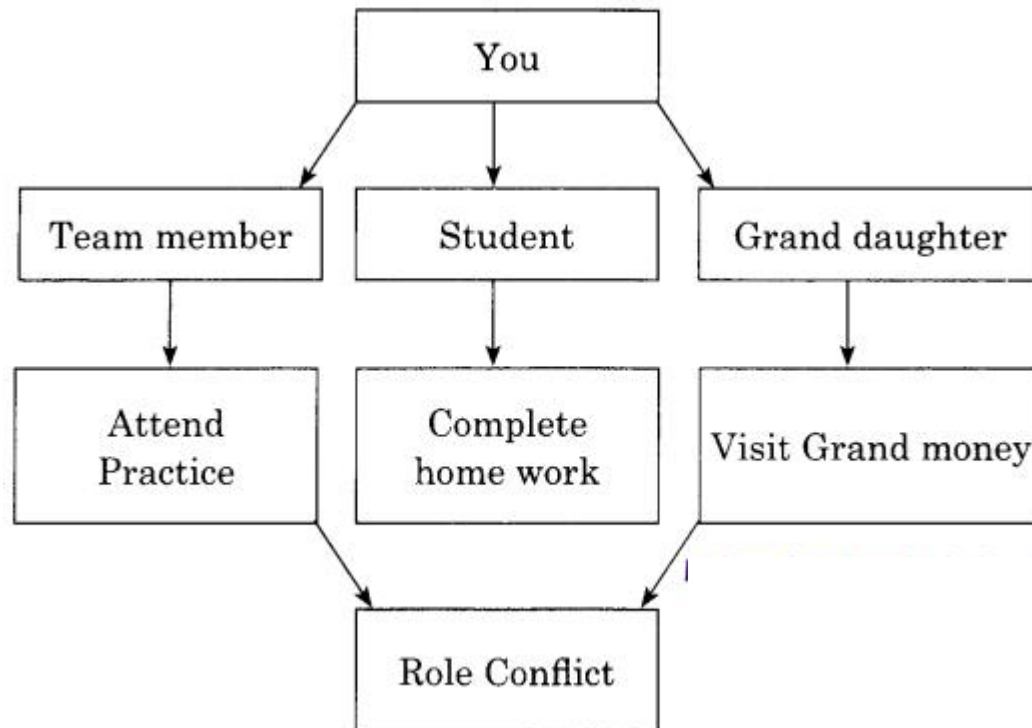 You
Team member
Student
Grand daughter
Attend
Practice
Complete
home work
Visit Grand money
Role Conflict